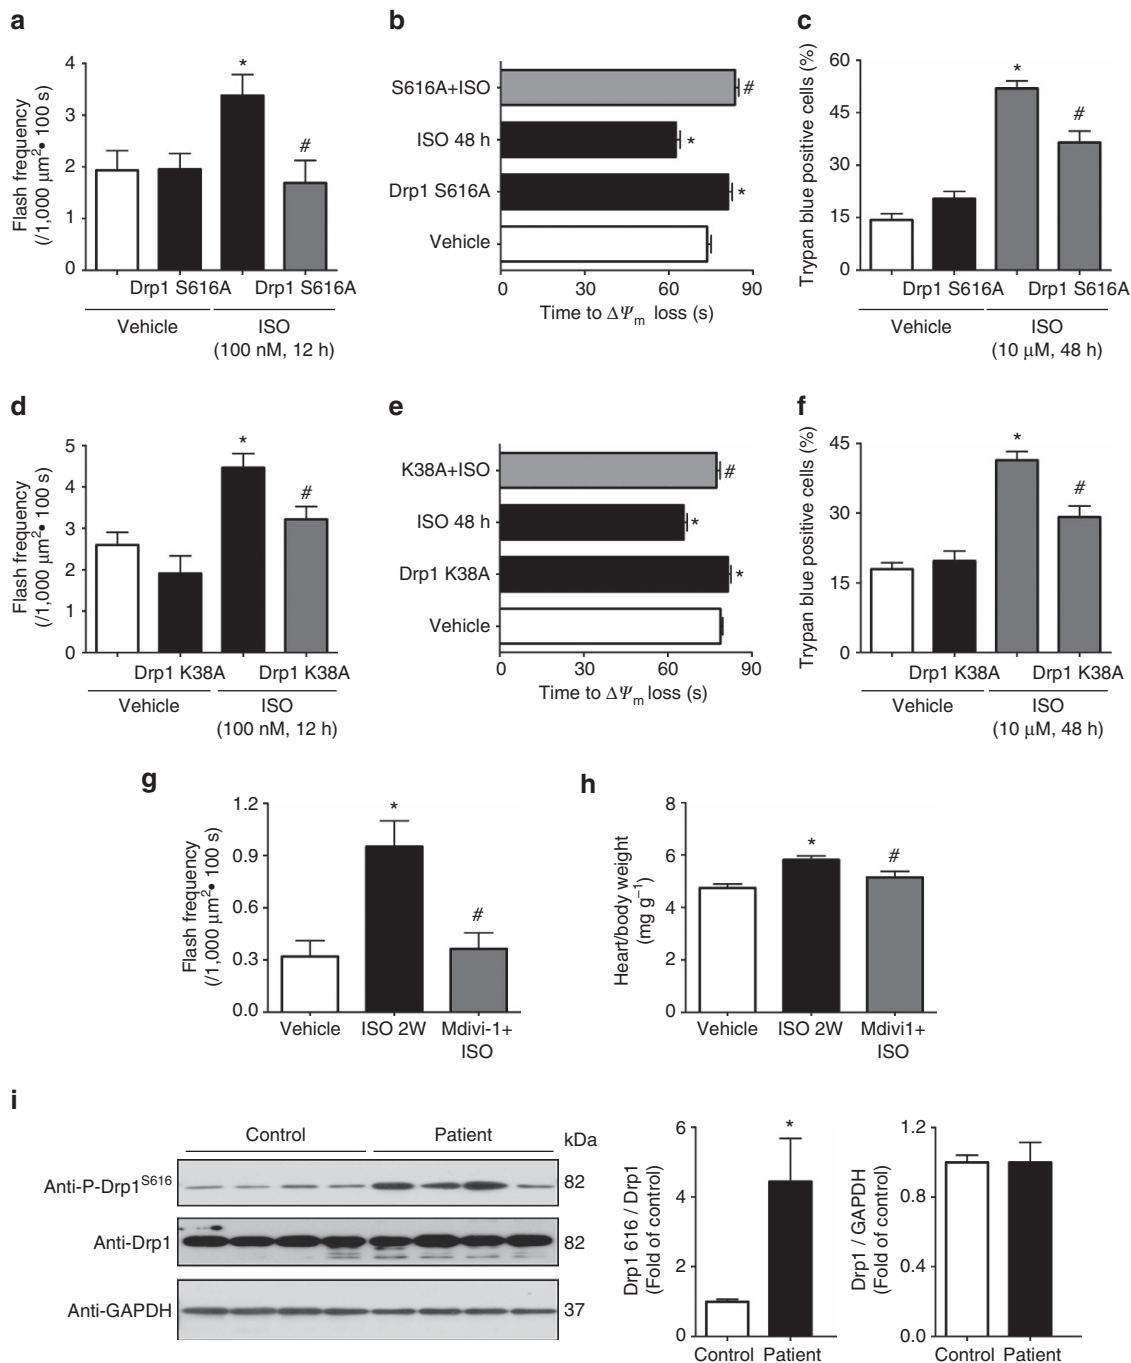 a
Flash frequency
(/1,000 μm²• 100 s)
4
3
2
1
0
*
#
Drp1 S616A
Drp1 S616A
Vehicle
ISO
(100 nM, 12 h)
b
S616A+ISO
ISO 48 h
Drp1 S616A
Vehicle
#
*
*
0
30
60
90
Time to ΔΨm loss (s)
c
Trypan blue positive cells (%)
60
45
30
15
0
*
#
Drp1 S616A
Drp1 S616A
Vehicle
ISO
(10 μM, 48 h)
d
Flash frequency
(/1,000 μm²• 100 s)
5
4
3
2
1
0
*
#
Drp1 K38A
Drp1 K38A
Vehicle
ISO
(100 nM, 12 h)
e
K38A+ISO
ISO 48 h
Drp1 K38A
Vehicle
#
*
*
0
30
60
90
Time to ΔΨm loss (s)
f
Trypan blue positive cells (%)
45
30
15
0
*
#
Drp1 K38A
Drp1 K38A
Vehicle
ISO
(10 μM, 48 h)
g
Flash frequency
(/1,000 μm²• 100 s)
1.2
0.9
0.6
0.3
0.0
*
#
Vehicle
ISO 2W
Mdivi-1+
ISO
h
Heart/body weight
(mg g⁻¹)
8
6
4
2
0
*
#
Vehicle
ISO 2W
Mdivi1+
ISO
i
Control
Patient
kDa
Anti-P-Drp1^S616
82
Anti-Drp1
82
Anti-GAPDH
37
Drp1 616 / Drp1
(Fold of control)
6
4
2
0
*
Control
Patient
Drp1 / GAPDH
(Fold of control)
1.2
0.8
0.4
0.0
Control
Patient